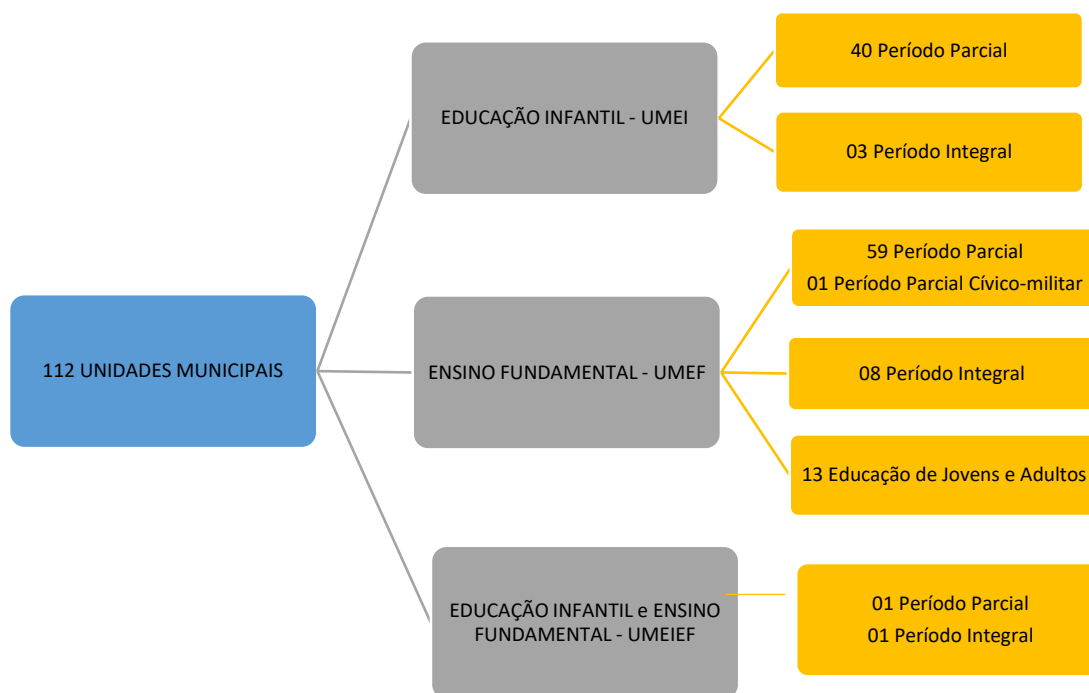 112 UNIDADES MUNICIPAIS
EDUCAÇÃO INFANTIL - UMEI
40 Período Parcial
03 Período Integral
ENSINO FUNDAMENTAL - UMEF
59 Período Parcial
01 Período Parcial Cívico-militar
08 Período Integral
13 Educação de Jovens e Adultos
EDUCAÇÃO INFANTIL e ENSINO
FUNDAMENTAL - UMEIEF
01 Período Parcial
01 Período Integral